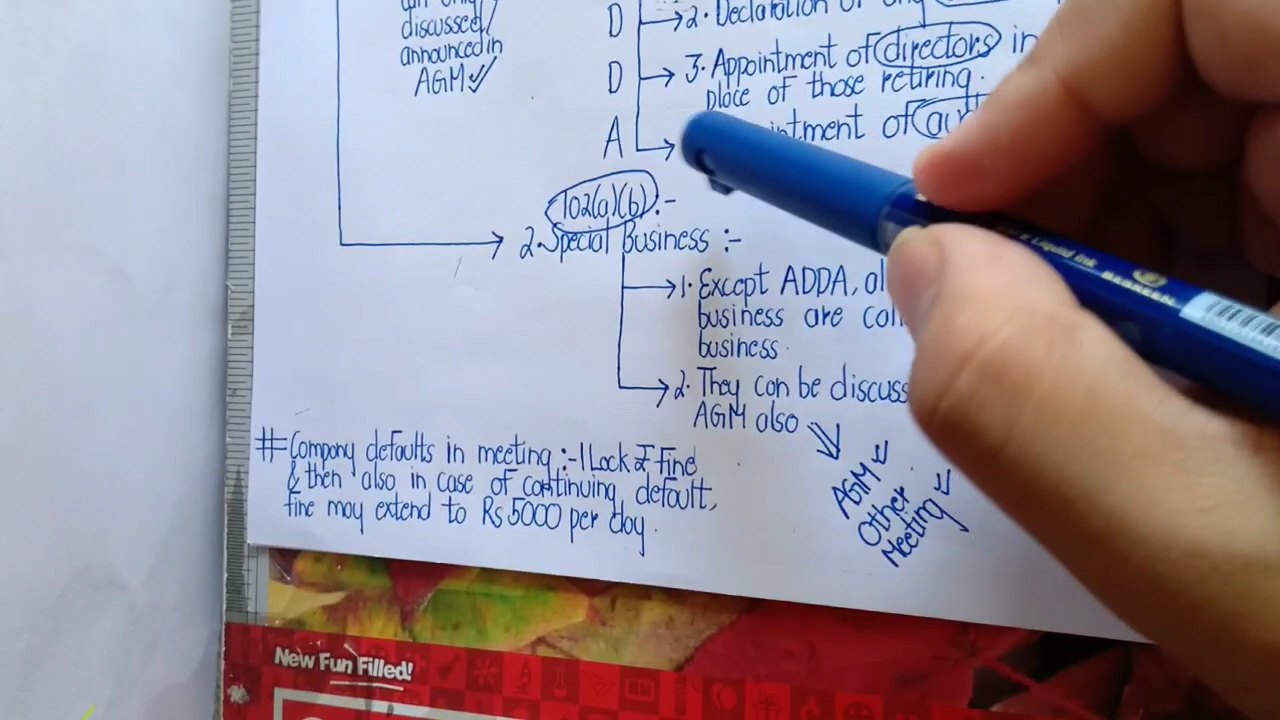 discussed/
announced in
AGM ✓
D
D
A
2. Declaration of any
3. Appointment of directors in
place of those retiring.
of
102(a)(b) :-
2. Special Business :-
1. Except ADDA,
business are
business.
2. They can be
AGM also
AGM ✓
Other
Meeting ✓
# Company defaults in meeting :- 1 Lack ₹ Fine
& then also in case of continuing default,
fine may extend to Rs 5000 per day.
Liquid Ink
New Fun Filled!